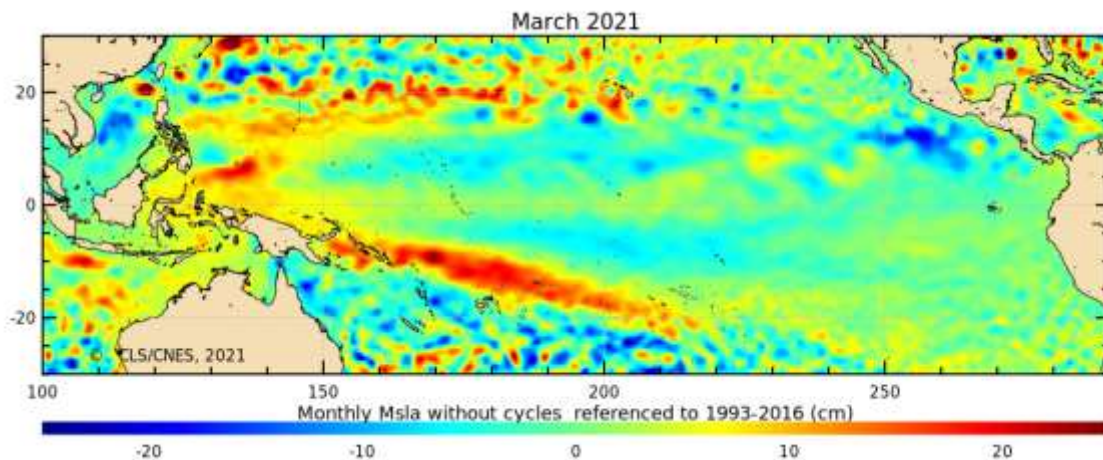 March 2021
20
0
-20
© CLS/CNES, 2021
100 150 200 250
Monthly Msla without cycles referenced to 1993-2016 (cm)
-20 -10 0 10 20